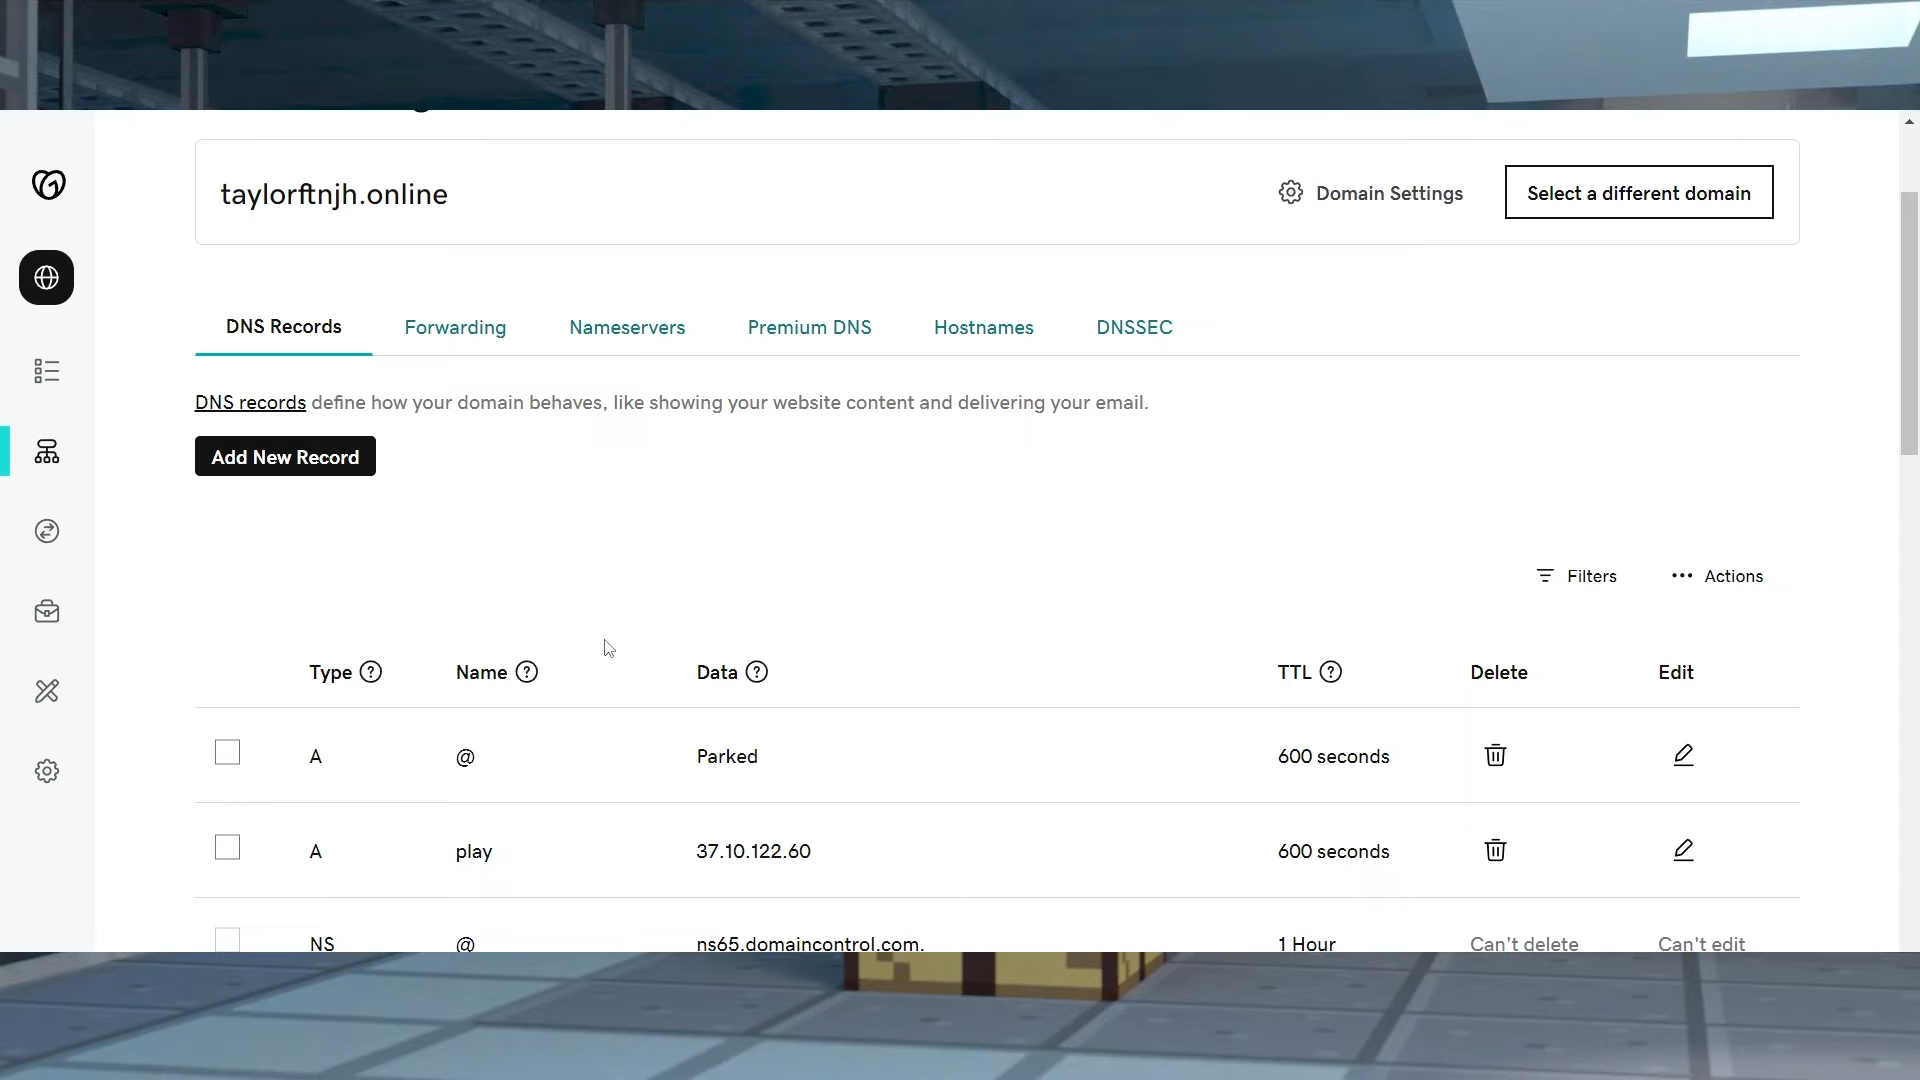 taylorftnjh.online
Domain Settings
Select a different domain
DNS Records Forwarding Nameservers Premium DNS Hostnames DNSSEC
DNS records define how your domain behaves, like showing your website content and delivering your email.
Add New Record
Filters ••• Actions
Type ? Name ? Data ? TTL ? Delete Edit
A @ Parked 600 seconds
A play 37.10.122.60 600 seconds
NS @ ns65.domaincontrol.com. 1 Hour Can't delete Can't edit